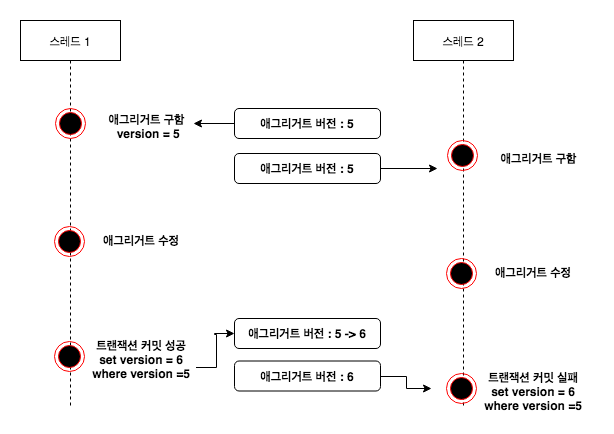 스레드 1
스레드 2
애그리거트 구함
version = 5
애그리거트 버전 : 5
애그리거트 버전 : 5
애그리거트 구함
애그리거트 수정
애그리거트 수정
트랜잭션 커밋 성공
set version = 6
where version =5
애그리거트 버전 : 5 -> 6
애그리거트 버전 : 6
트랜잭션 커밋 실패
set version = 6
where version =5